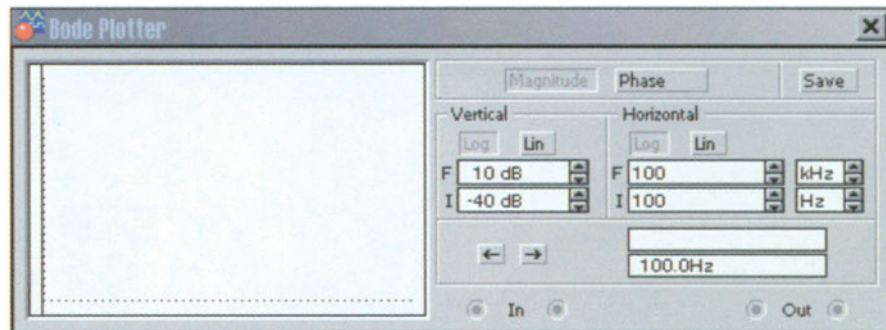 Bode Plotter
Magnitude Phase Save
Vertical Horizontal
Log Lin Log Lin
F 10 dB F 100 kHz
I -40 dB I 100 Hz
← →
100.0Hz
In Out